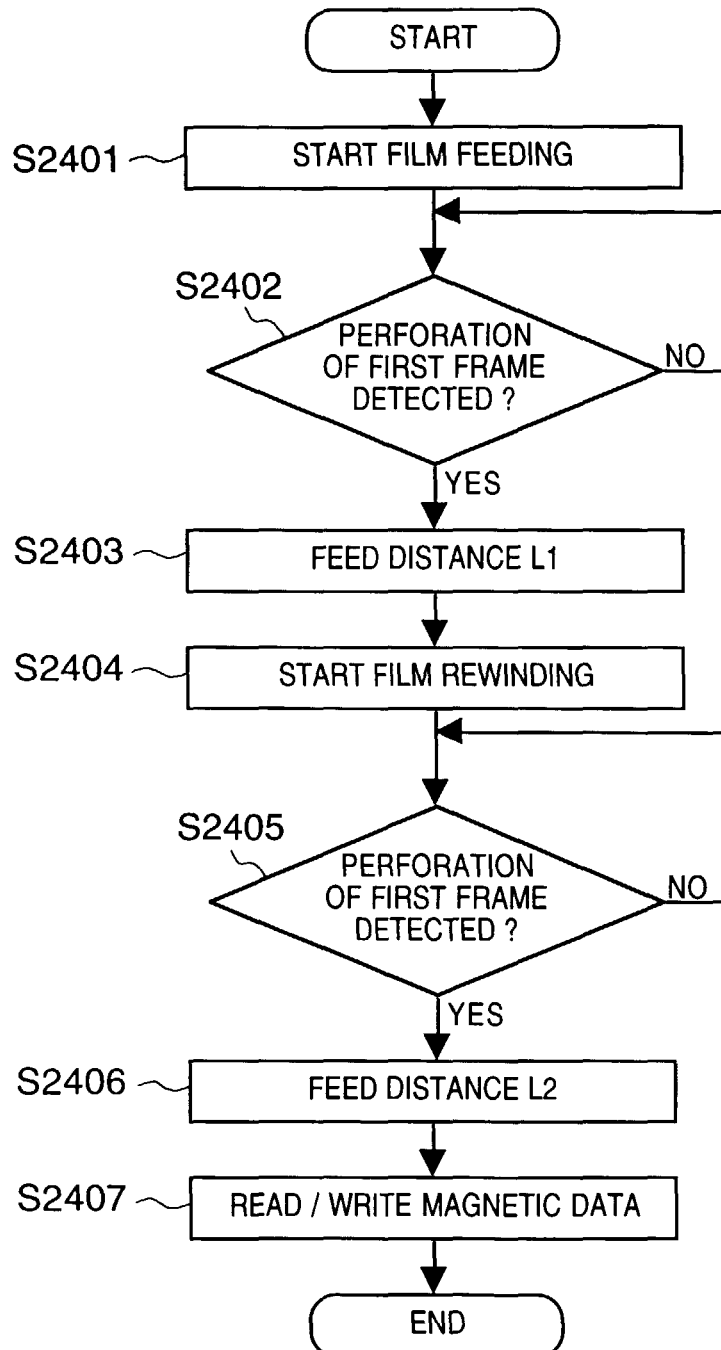 START
S2401
START FILM FEEDING
S2402
PERFORATION
OF FIRST FRAME
DETECTED ?
NO
YES
S2403
FEED DISTANCE L1
S2404
START FILM REWINDING
S2405
PERFORATION
OF FIRST FRAME
DETECTED ?
NO
YES
S2406
FEED DISTANCE L2
S2407
READ / WRITE MAGNETIC DATA
END